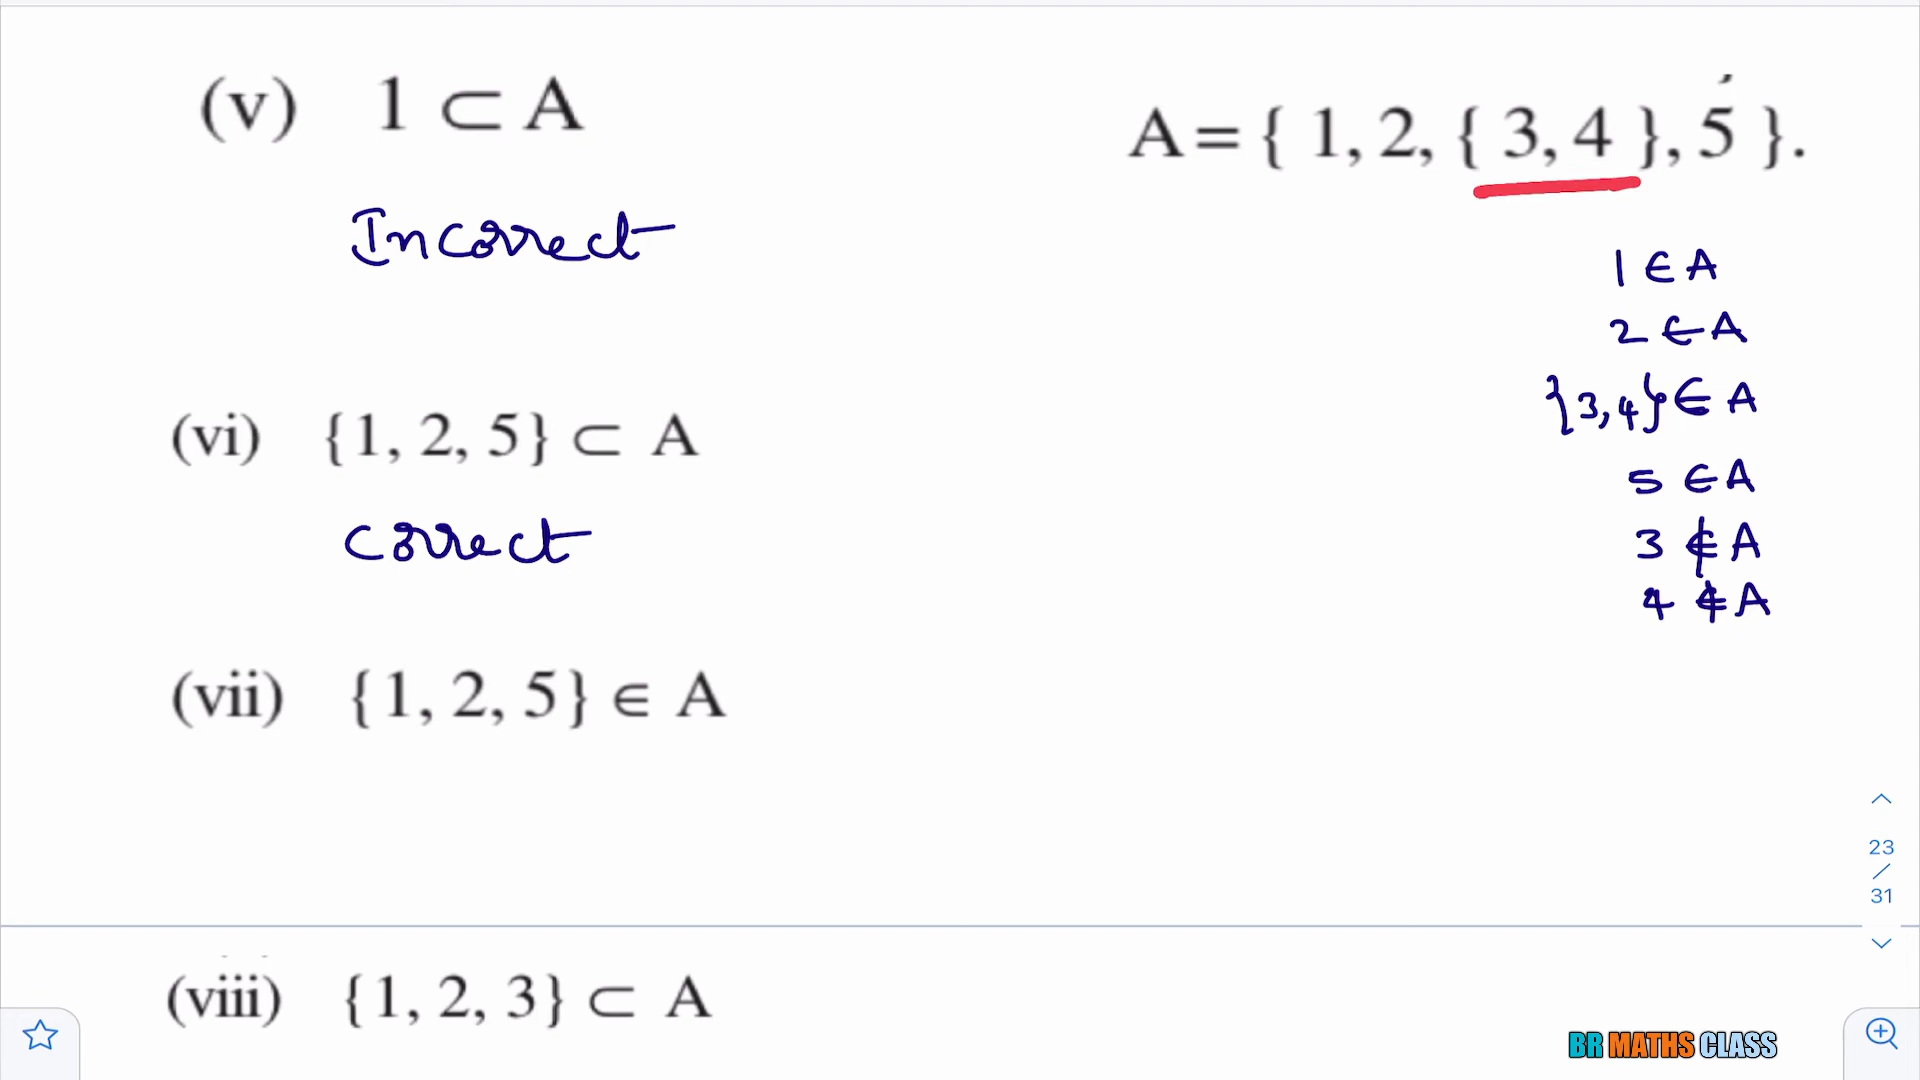 (v) 1 ⊂ A
A = { 1, 2, { 3, 4 }, 5 }.
Incorrect
1 ∈ A
2 ∈ A
{3,4} ∈ A
(vi) {1, 2, 5} ⊂ A
5 ∈ A
correct
3 ∉ A
4 ∉ A
(vii) {1, 2, 5} ∈ A
23
/
31
(viii) {1, 2, 3} ⊂ A
BR MATHS CLASS